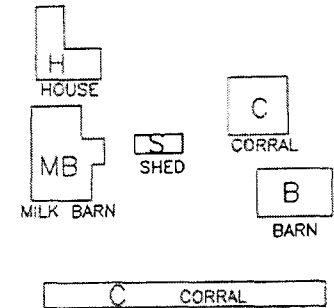 H
HOUSE
C
CORRAL
S
SHED
MB
MILK BARN
B
BARN
C CORRAL